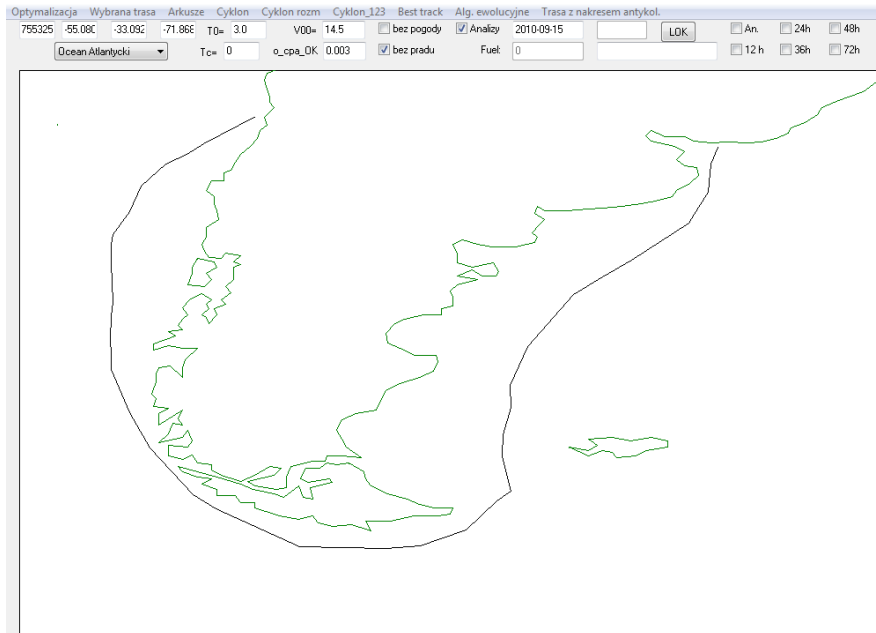 Optymalizacja Wybrana trasa Arkusze Cyklon Cyklon rozm Cyklon_123 Best track Alg. ewolucyjne Trasa z nakresem antykol.
755325 -55.080 -33.092 -71.868 T0= 3.0 V00= 14.5 bez pogody Analizy 2010-09-15 LOK An. 24h 48h
Ocean Atlantycki Tc= 0 o_cpa_OK 0.003 bez pradu Fuel: 0 12 h 36h 72h